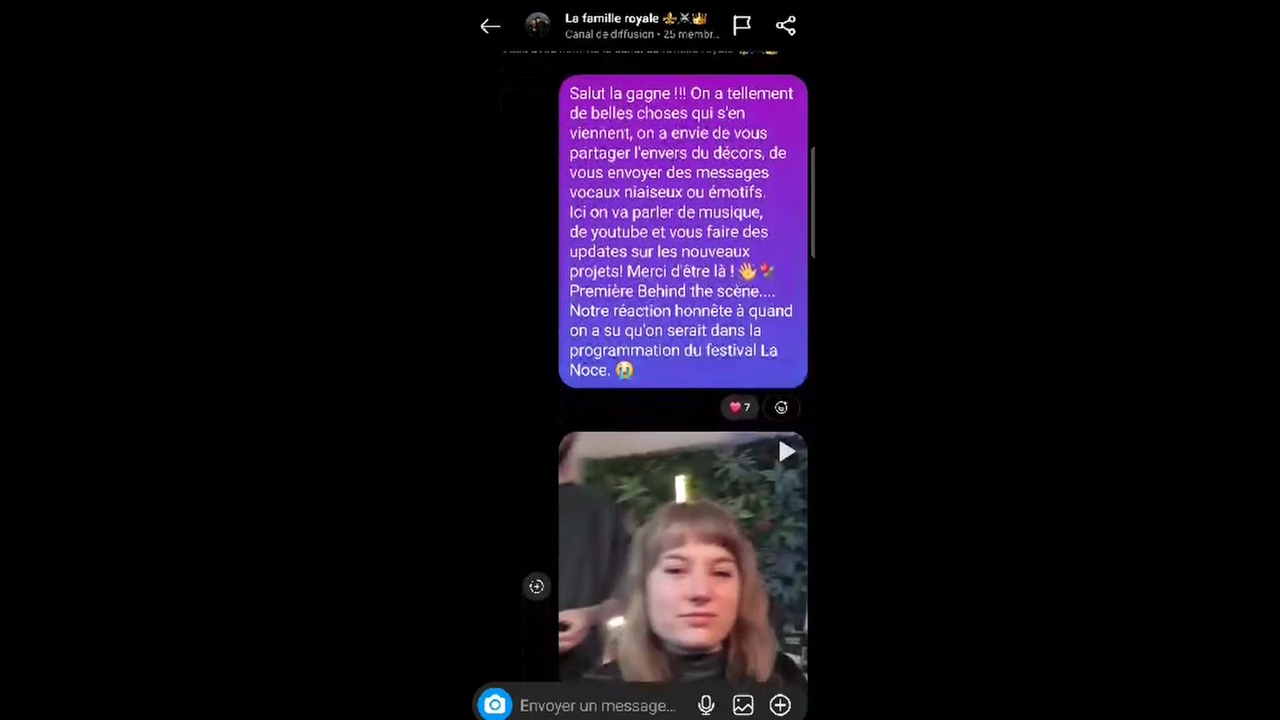 La famille royale ⚜️⚔️👑
Canal de diffusion • 25 membr...
Salut la gagne !!! On a tellement
de belles choses qui s'en
viennent, on a envie de vous
partager l'envers du décors, de
vous envoyer des messages
vocaux niaiseux ou émotifs.
Ici on va parler de musique,
de youtube et vous faire des
updates sur les nouveaux
projets! Merci d'être là ! 👋💐
Première Behind the scène....
Notre réaction honnête à quand
on a su qu'on serait dans la
programmation du festival La
Noce. 😭
❤️ 7
Envoyer un message...